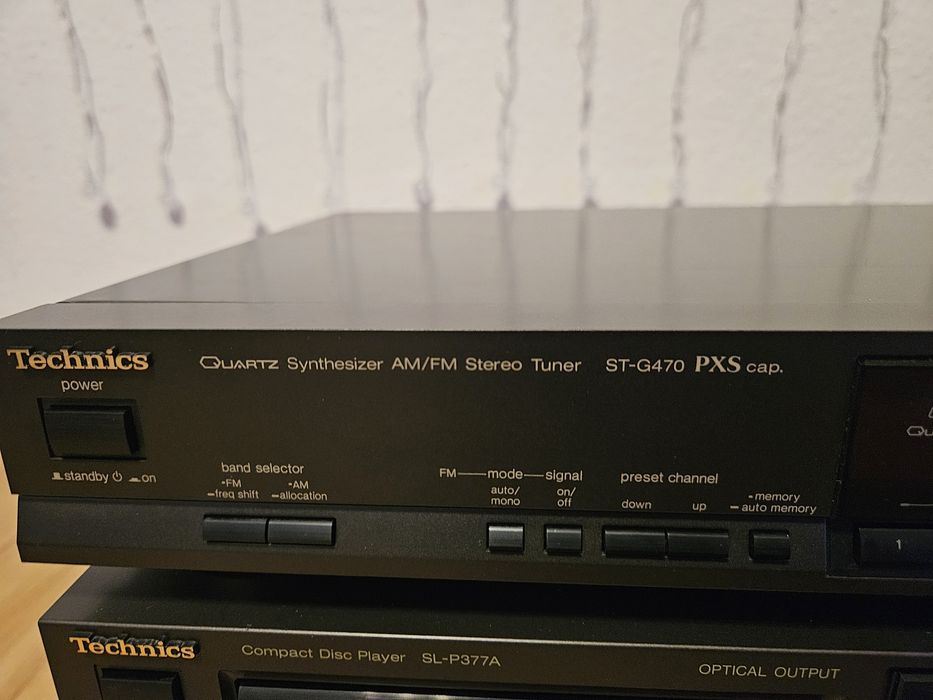 Technics
QUARTZ Synthesizer AM/FM Stereo Tuner ST-G470 PXS cap.
power
standby on
band selector
-FM -AM
—freq shift —allocation
FM — mode — signal
auto/ on/
mono off
preset channel
down up
-memory
— auto memory
1
Technics
Compact Disc Player SL-P377A
OPTICAL OUTPUT